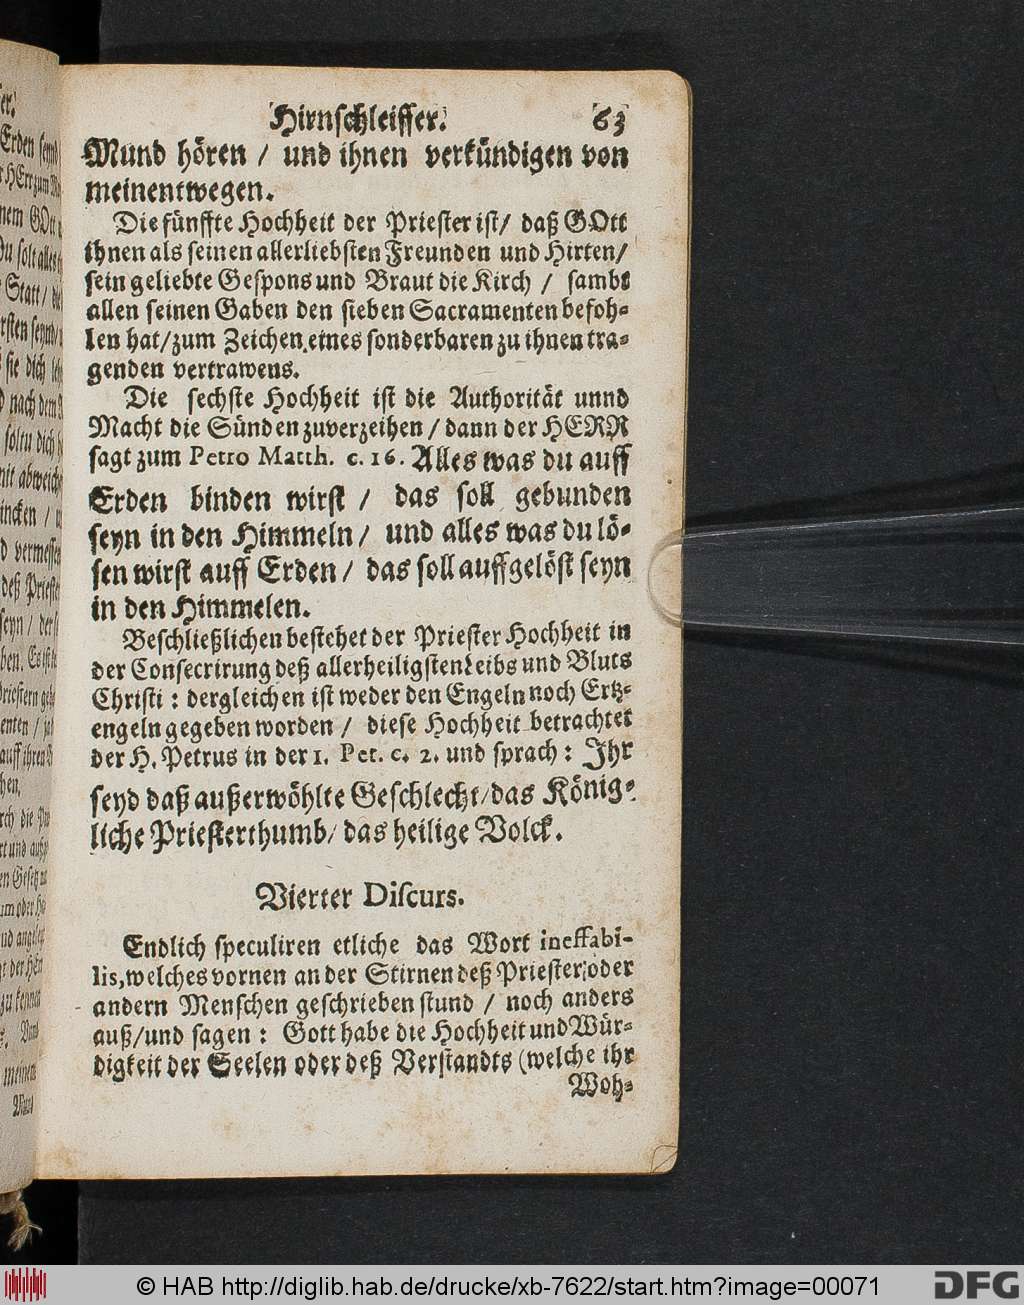 Hirnschleiffer. 63
Mund hören / und ihnen verkündigen von
meinentwegen.
Die fünffte Hochheit der Priester ist / daß GOtt
ihnen als seinen allerliebsten Freunden und Hirten /
sein geliebte Gespons und Braut die Kirch / sambt
allen seinen Gaben den sieben Sacramenten befoh-
len hat / zum Zeichen eines sonderbaren zu ihnen tra-
genden vertrawens.
Die sechste Hochheit ist die Authorität unnd
Macht die Sünden zuverzeihen / dann der HERR
sagt zum Petro Matth. c. 16. Alles was du auff
Erden binden wirst / das soll gebunden
seyn in den Himmeln / und alles was du lö-
sen wirst auff Erden / das soll auffgelöst seyn
in den Himmelen.
Beschließlichen bestehet der Priester Hochheit in
der Consecrirung deß allerheiligsten Leibs und Bluts
Christi : dergleichen ist weder den Engeln noch Ertz-
engeln gegeben worden / diese Hochheit betrachtet
der H. Petrus in der 1. Pet. c. 2. und sprach : Ihr
seyd daß außerwöhlte Geschlecht / das König-
liche Priesterthumb / das heilige Volck.
Vierter Discurs.
Endlich speculiren etliche das Wort ineffabi-
lis, welches vornen an der Stirnen deß Priester oder
andern Menschen geschrieben stund / noch anders
auß / und sagen : Gott habe die Hochheit und Wür-
digkeit der Seelen oder deß Verstandts (welche ihr
Woh-
© HAB http://diglib.hab.de/drucke/xb-7622/start.htm?image=00071
DFG